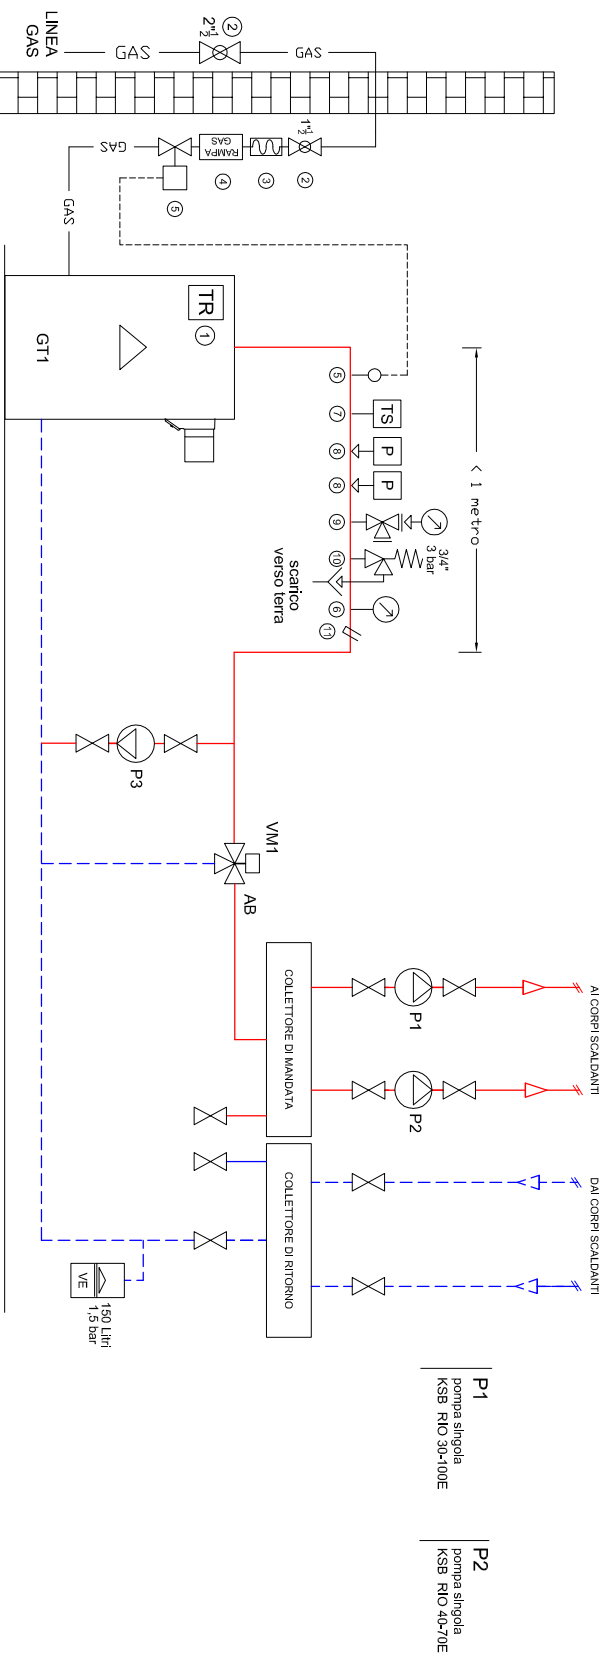 LINEA
GAS
GAS
2"½
2
GAS
1"½
2
3
RAMPA
GAS
4
5
GAS
GAS
TR
1
GT1
< 1 metro
5
7
TS
8
P
8
P
9
10
3/4"
3 bar
scarico
verso terra
6
11
P3
VM1
AB
COLLETTORE DI MANDATA
COLLETTORE DI RITORNO
P1
P2
AI CORPI SCALDANTI
DAI CORPI SCALDANTI
VE
150 Litri
1,5 bar
P1
pompa singola
KSB RIO 30-100E
P2
pompa singola
KSB RIO 40-70E